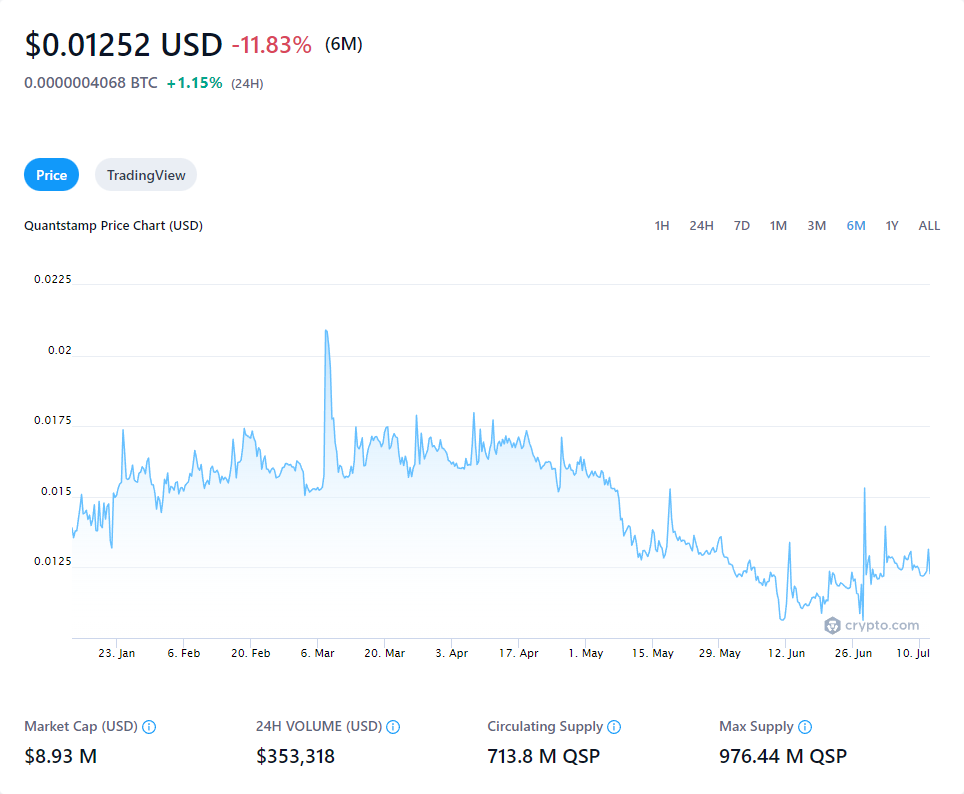 $0.01252 USD -11.83% (6M)
0.0000004068 BTC +1.15% (24H)
Price TradingView
Quantstamp Price Chart (USD) 1H 24H 7D 1M 3M 6M 1Y ALL
0.0225
0.02
0.0175
0.015
0.0125
crypto.com
23. Jan 6. Feb 20. Feb 6. Mar 20. Mar 3. Apr 17. Apr 1. May 15. May 29. May 12. Jun 26. Jun 10. Jul
Market Cap (USD) 24H VOLUME (USD) Circulating Supply Max Supply
$8.93 M $353,318 713.8 M QSP 976.44 M QSP